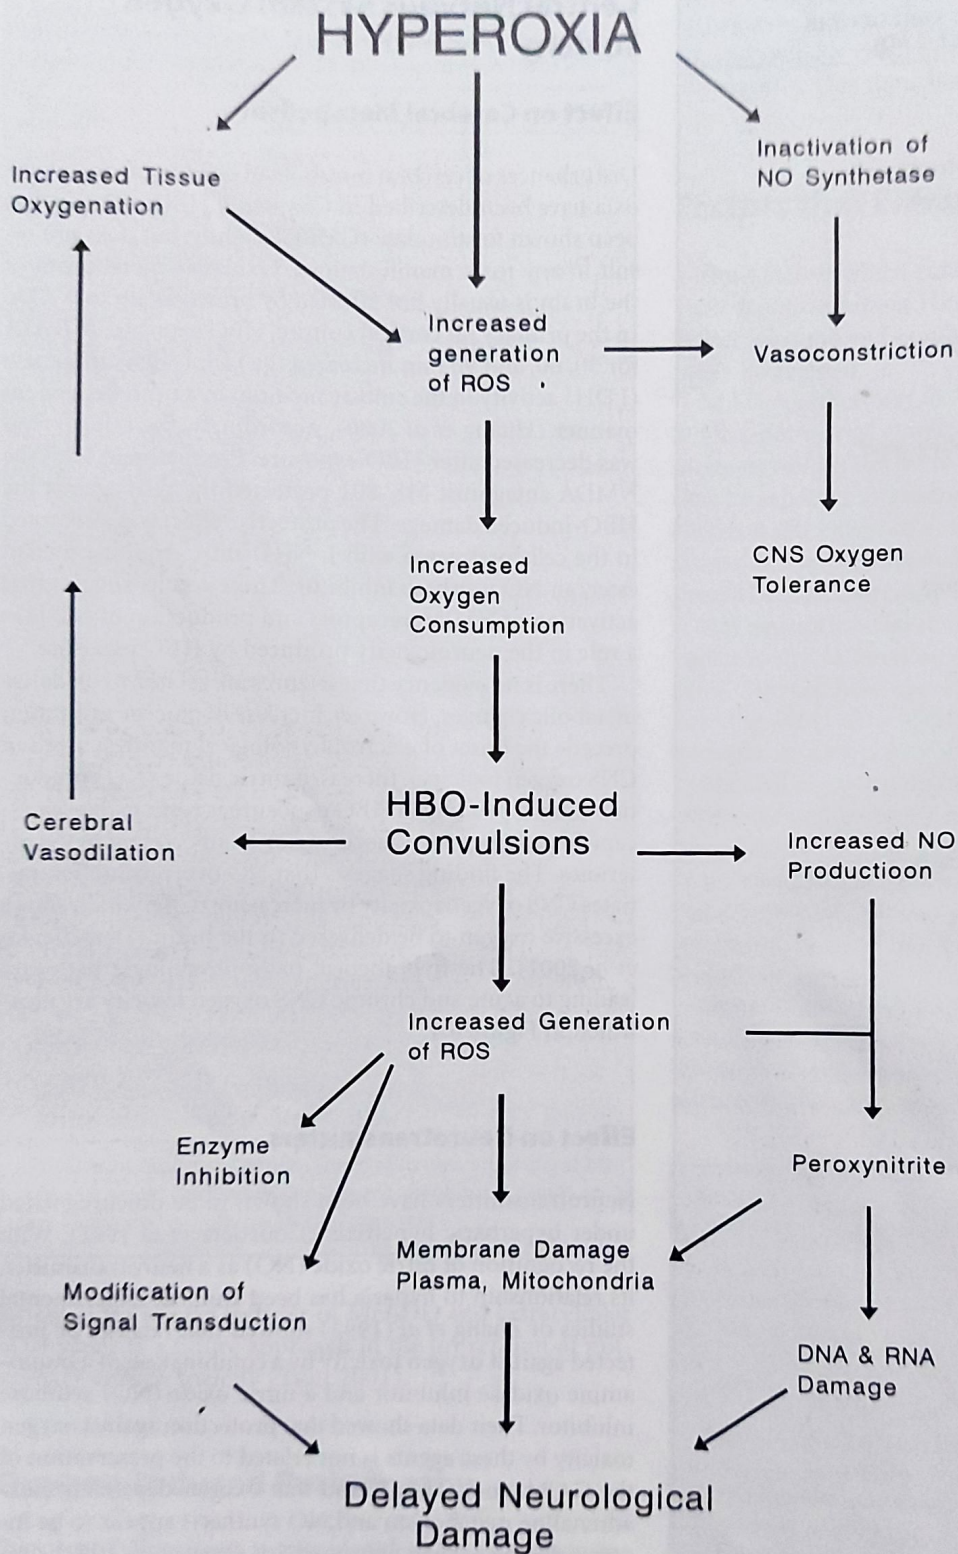 HYPEROXIA
Increased Tissue
Oxygenation
Inactivation of
NO Synthetase
Increased
generation
of ROS
Vasoconstriction
Increased
Oxygen
Consumption
CNS Oxygen
Tolerance
HBO-Induced
Convulsions
Cerebral
Vasodilation
Increased NO
Productioon
Increased Generation
of ROS
Enzyme
Inhibition
Peroxynitrite
Membrane Damage
Plasma, Mitochondria
Modification of
Signal Transduction
DNA & RNA
Damage
Delayed Neurological
Damage